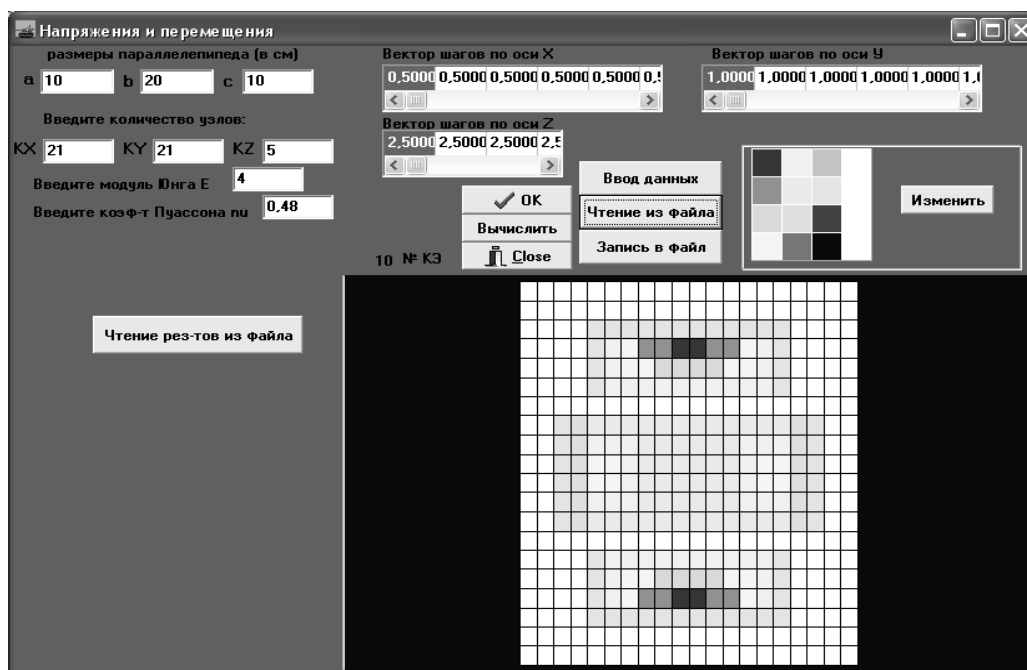 Напряжения и перемещения
размеры параллелепипеда (в см)
a 10 b 20 c 10
Введите количество узлов:
KX 21 KY 21 KZ 5
Введите модуль Юнга E 4
Введите коэф-т Пуассона nu 0,48
Чтение рез-тов из файла
Вектор шагов по оси X
0,5000 0,5000 0,5000 0,5000 0,5000
Вектор шагов по оси Y
1,0000 1,0000 1,0000 1,0000 1,0000
Вектор шагов по оси Z
2,5000 2,5000 2,5000
OK
Вычислить
Close
10 № КЭ
Ввод данных
Чтение из файла
Запись в файл
Изменить